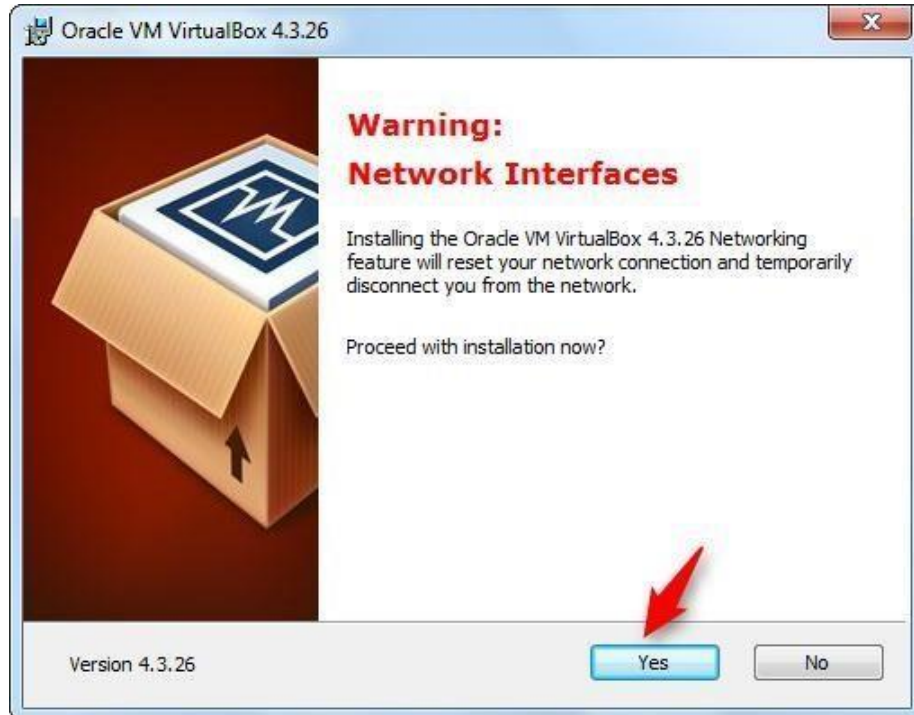 Oracle VM VirtualBox 4.3.26
Warning:
Network Interfaces
Installing the Oracle VM VirtualBox 4.3.26 Networking
feature will reset your network connection and temporarily
disconnect you from the network.
Proceed with installation now?
Version 4.3.26
Yes
No